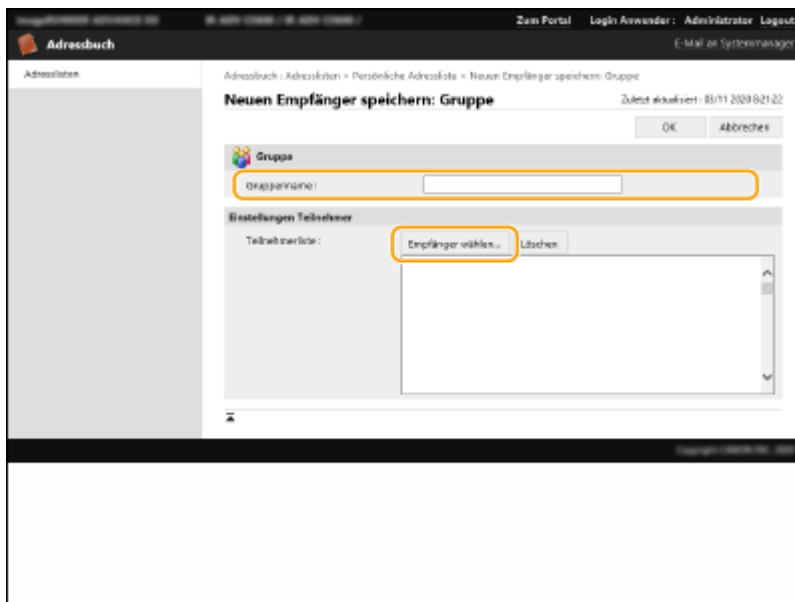 Zum Portal Login Anwender: Administrator Logout
Adressbuch E-Mail an Systemmanager
Adresslisten
Adressbuch : Adresslisten > Persönliche Adressliste > Neuen Empfänger speichern: Gruppe
Neuen Empfänger speichern: Gruppe
Zuletzt aktualisiert : 03/11 2020 8:21:22
OK Abbrechen
Gruppe
Gruppenname :
Einstellungen Teilnehmer
Teilnehmerliste : Empfänger wählen... Löschen